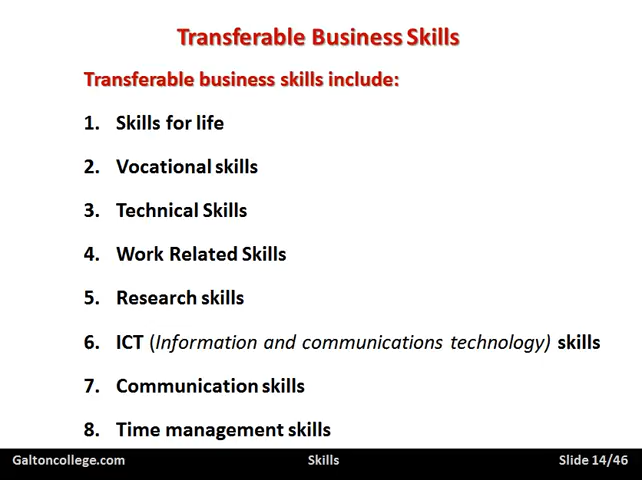 Transferable Business Skills
Transferable business skills include:
1. Skills for life
2. Vocational skills
3. Technical Skills
4. Work Related Skills
5. Research skills
6. ICT (Information and communications technology) skills
7. Communication skills
8. Time management skills
Galtoncollege.com Skills Slide 14/46